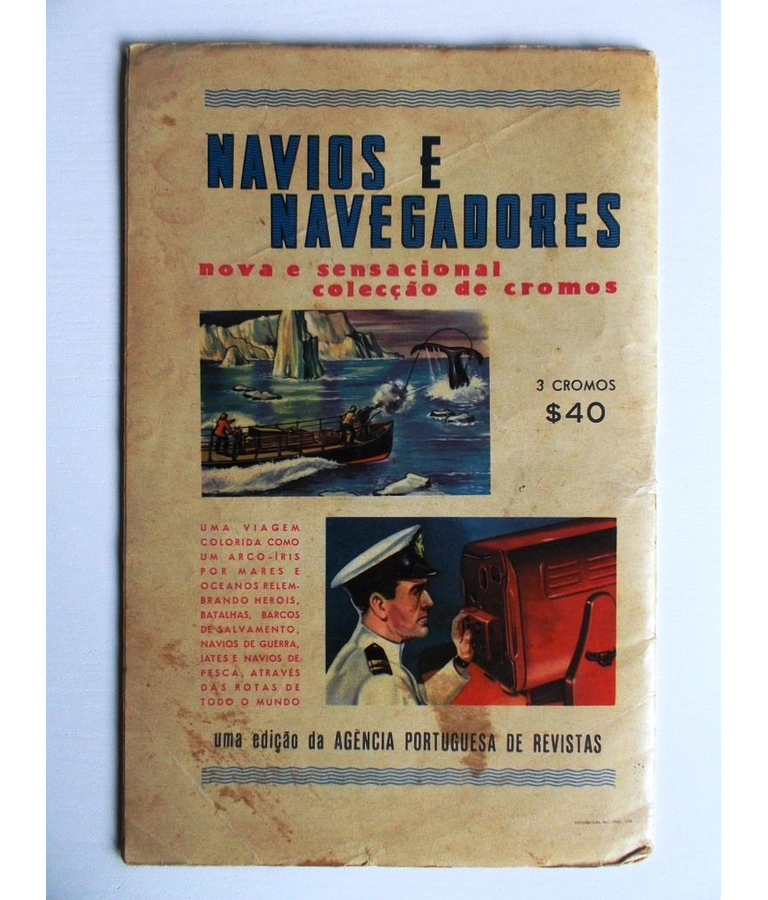 NAVIOS E
NAVEGADORES
nova e sensacional
colecção de cromos
3 CROMOS
$40
UMA VIAGEM
COLORIDA COMO
UM ARCO-ÍRIS
POR MARES E
OCEANOS RELEM-
BRANDO HEROIS,
BATALHAS, BARCOS
DE SALVAMENTO,
NAVIOS DE GUERRA,
IATES E NAVIOS DE
PESCA, ATRAVÉS
DAS ROTAS DE
TODO O MUNDO
uma edição da AGÊNCIA PORTUGUESA DE REVISTAS